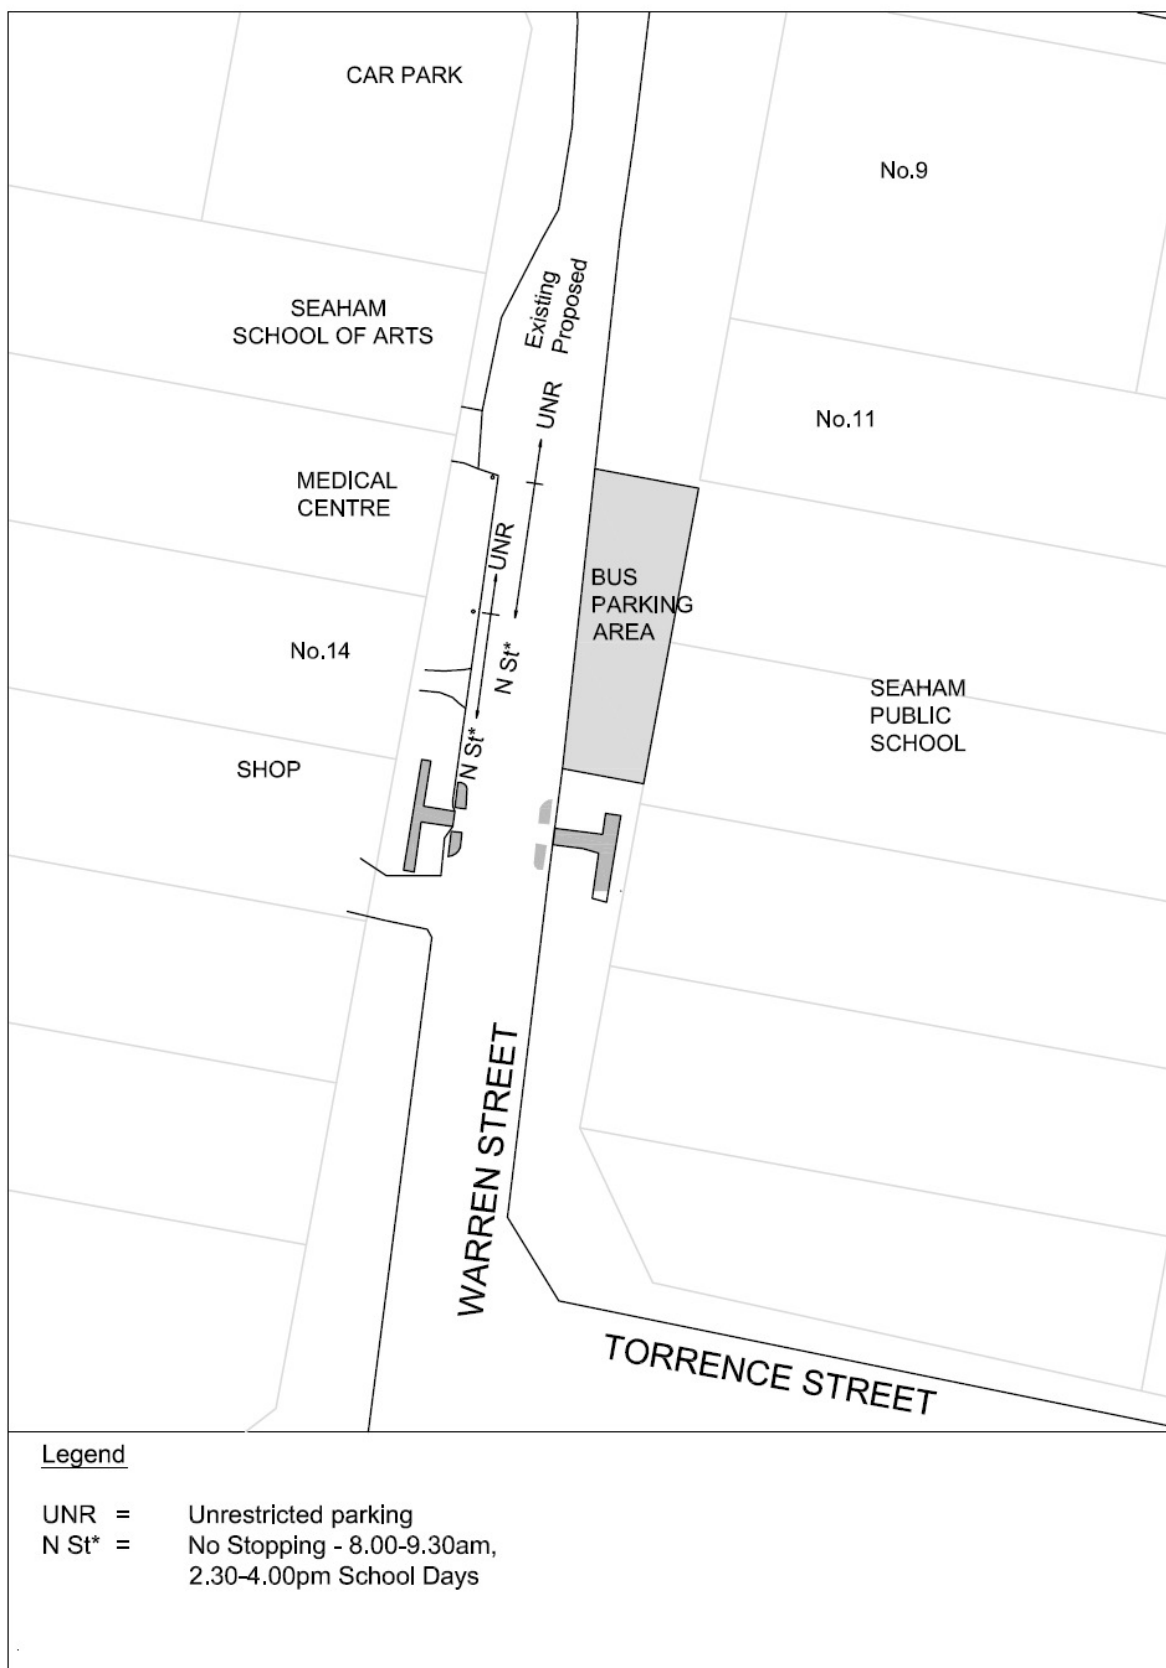 CAR PARK
No.9
SEAHAM
SCHOOL OF ARTS
Existing
Proposed
UNR
No.11
MEDICAL
CENTRE
UNR
BUS
PARKING
AREA
No.14
N St*
SEAHAM
PUBLIC
SCHOOL
N St*
SHOP
WARREN STREET
TORRENCE STREET
Legend
UNR = Unrestricted parking
N St* = No Stopping - 8.00-9.30am,
2.30-4.00pm School Days